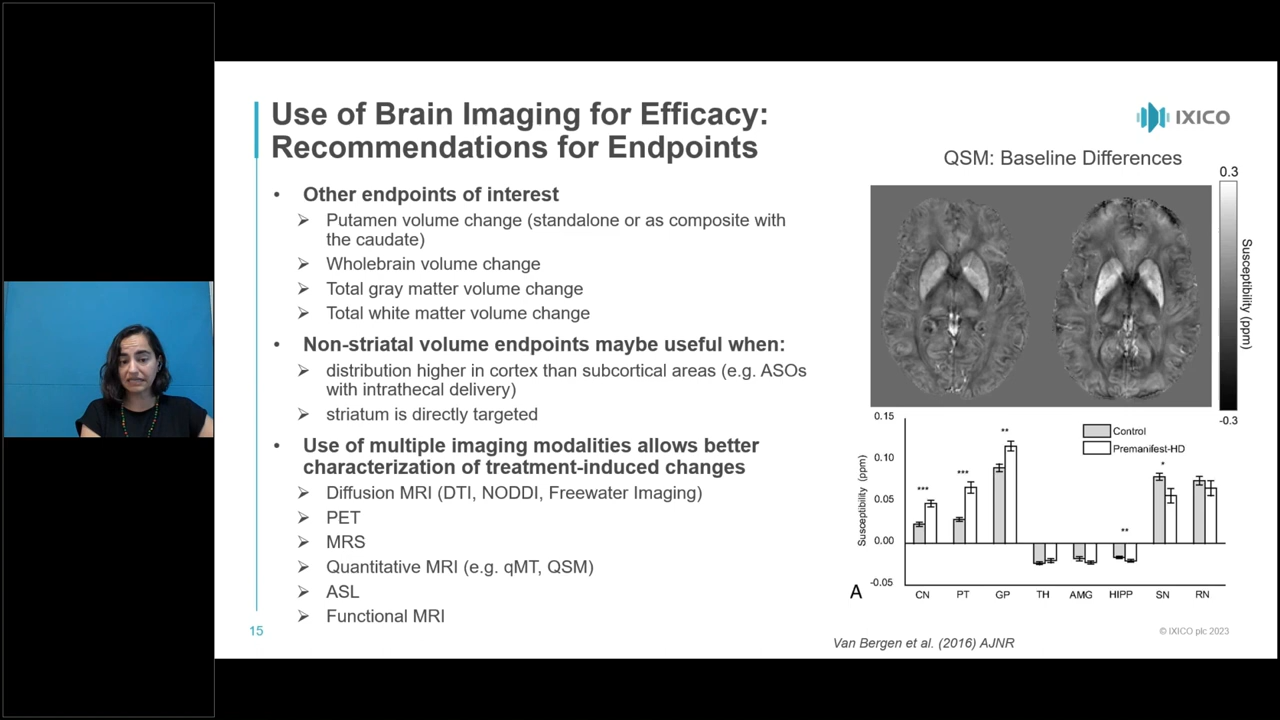 Use of Brain Imaging for Efficacy:
Recommendations for Endpoints
IXICO
• Other endpoints of interest
➢ Putamen volume change (standalone or as composite with
the caudate)
➢ Wholebrain volume change
➢ Total gray matter volume change
➢ Total white matter volume change
• Non-striatal volume endpoints maybe useful when:
➢ distribution higher in cortex than subcortical areas (e.g. ASOs
with intrathecal delivery)
➢ striatum is directly targeted
• Use of multiple imaging modalities allows better
characterization of treatment-induced changes
➢ Diffusion MRI (DTI, NODDI, Freewater Imaging)
➢ PET
➢ MRS
➢ Quantitative MRI (e.g. qMT, QSM)
➢ ASL
➢ Functional MRI
15
QSM: Baseline Differences
0.3
Susceptibility (ppm)
-0.3
0.15
0.10
0.05
0.00
-0.05
Susceptibility (ppm)
Control
Premanifest-HD
*** *** ** ** *
A
CN PT GP TH AMG HIPP SN RN
© IXICO plc 2023
Van Bergen et al. (2016) AJNR